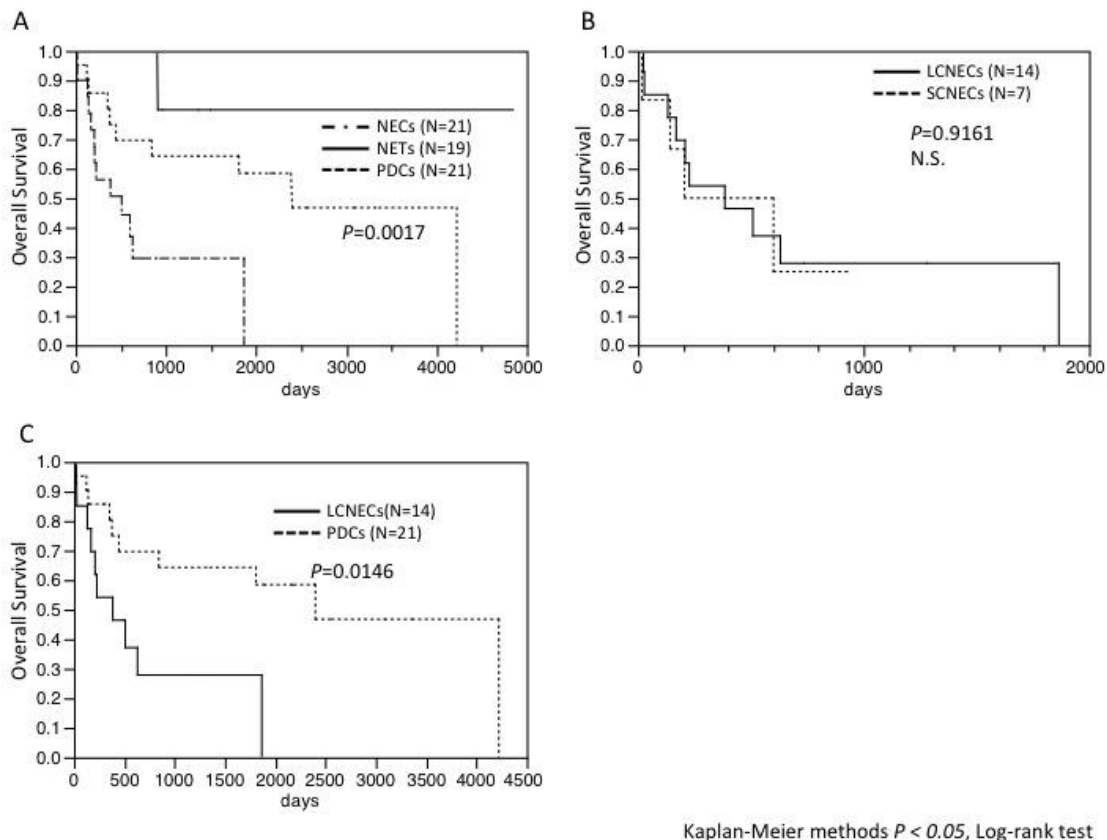 A
B
1.0
0.9
0.8
0.7
0.6
0.5
0.4
0.3
0.2
0.1
0.0
Overall Survival
NECs (N=21)
NETs (N=19)
PDCs (N=21)
P=0.0017
0
1000
2000
3000
4000
5000
days
1.0
0.9
0.8
0.7
0.6
0.5
0.4
0.3
0.2
0.1
0.0
Overall Survival
LCNECs (N=14)
SCNECs (N=7)
P=0.9161
N.S.
0
1000
2000
days
C
1.0
0.9
0.8
0.7
0.6
0.5
0.4
0.3
0.2
0.1
0.0
Overall Survival
LCNECs(N=14)
PDCs (N=21)
P=0.0146
0
500
1000
1500
2000
2500
3000
3500
4000
4500
days
Kaplan-Meier methods P < 0.05, Log-rank test